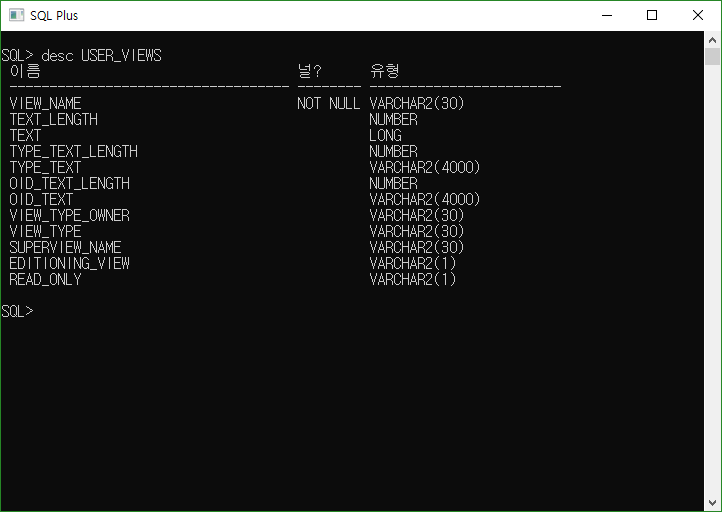 SQL Plus
SQL> desc USER_VIEWS
이름 널? 유형
----------------------------------- -------- ------------------------
VIEW_NAME NOT NULL VARCHAR2(30)
TEXT_LENGTH NUMBER
TEXT LONG
TYPE_TEXT_LENGTH NUMBER
TYPE_TEXT VARCHAR2(4000)
OID_TEXT_LENGTH NUMBER
OID_TEXT VARCHAR2(4000)
VIEW_TYPE_OWNER VARCHAR2(30)
VIEW_TYPE VARCHAR2(30)
SUPERVIEW_NAME VARCHAR2(30)
EDITIONING_VIEW VARCHAR2(1)
READ_ONLY VARCHAR2(1)
SQL>